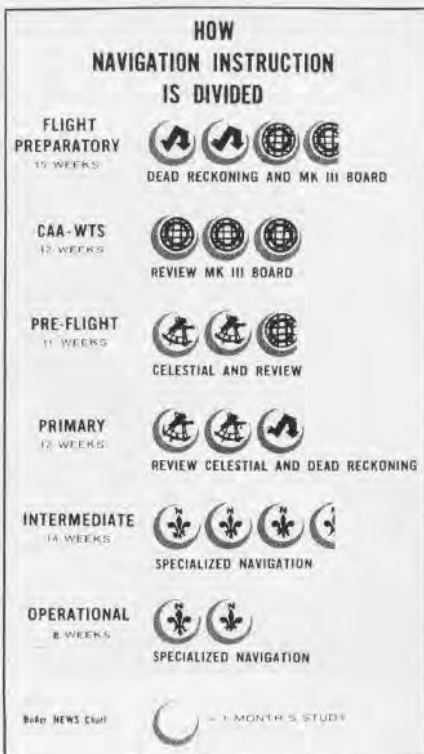 HOW
NAVIGATION INSTRUCTION
IS DIVIDED
FLIGHT
PREPARATORY
15 WEEKS
DEAD RECKONING AND MK III BOARD
CAA-WTS
12 WEEKS
REVIEW MK III BOARD
PRE-FLIGHT
11 WEEKS
CELESTIAL AND REVIEW
PRIMARY
12 WEEKS
REVIEW CELESTIAL AND DEAD RECKONING
INTERMEDIATE
14 WEEKS
N N N
SPECIALIZED NAVIGATION
OPERATIONAL
8 WEEKS
N N
SPECIALIZED NAVIGATION
BuAer NEWS Chart
= 1 MONTH'S STUDY